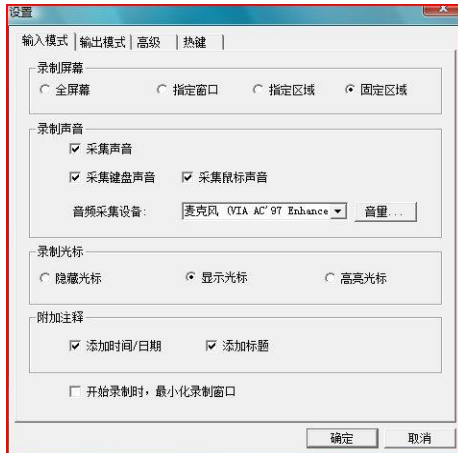 设置
输入模式 输出模式 高级 热键
录制屏幕
全屏幕 指定窗口 指定区域 固定区域
录制声音
采集声音
采集键盘声音 采集鼠标声音
音频采集设备: 麦克风 (VIA AC'97 Enhance 音量...
录制光标
隐藏光标 显示光标 高亮光标
附加注释
添加时间/日期 添加标题
开始录制时，最小化录制窗口
确定 取消